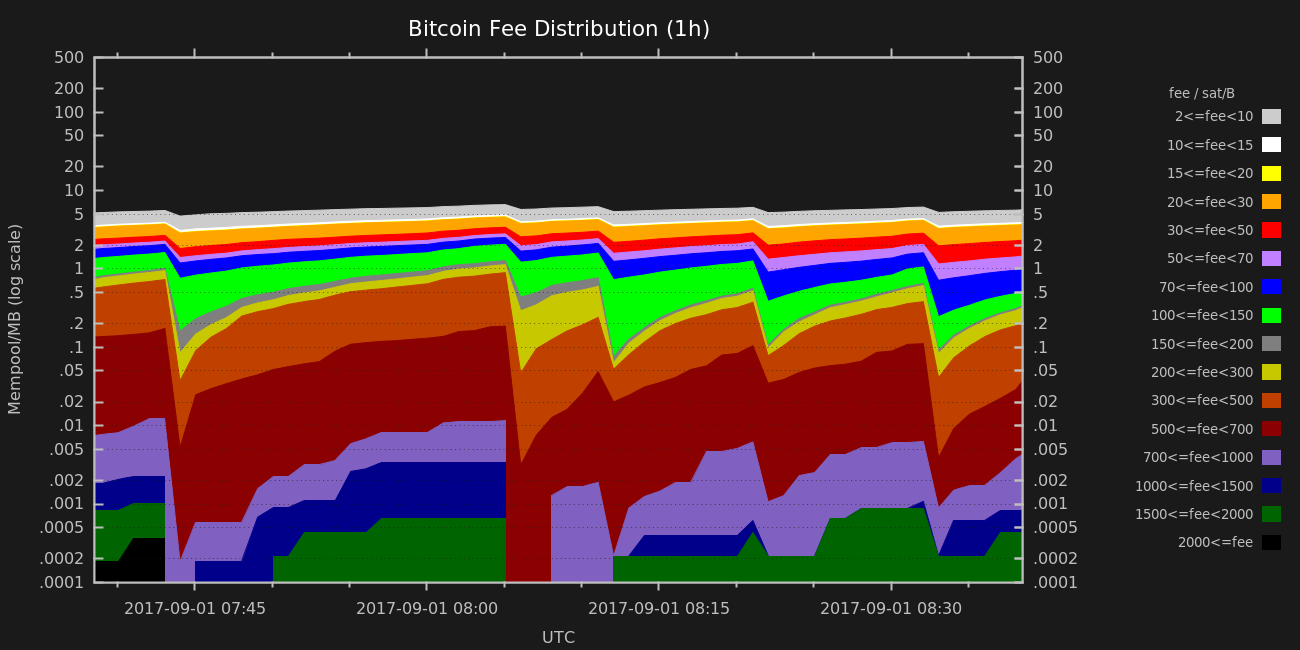 Bitcoin Fee Distribution (1h)
500 500
200 200
100 100
50 50
20 20
10 10
5 5
2 2
1 1
.5 .5
.2 .2
.1 .1
.05 .05
.02 .02
.01 .01
.005 .005
.002 .002
.001 .001
.0005 .0005
.0002 .0002
.0001 .0001
Mempool/MB (log scale)
2017-09-01 07:45 2017-09-01 08:00 2017-09-01 08:15 2017-09-01 08:30
UTC
fee / sat/B
2<=fee<10
10<=fee<15
15<=fee<20
20<=fee<30
30<=fee<50
50<=fee<70
70<=fee<100
100<=fee<150
150<=fee<200
200<=fee<300
300<=fee<500
500<=fee<700
700<=fee<1000
1000<=fee<1500
1500<=fee<2000
2000<=fee